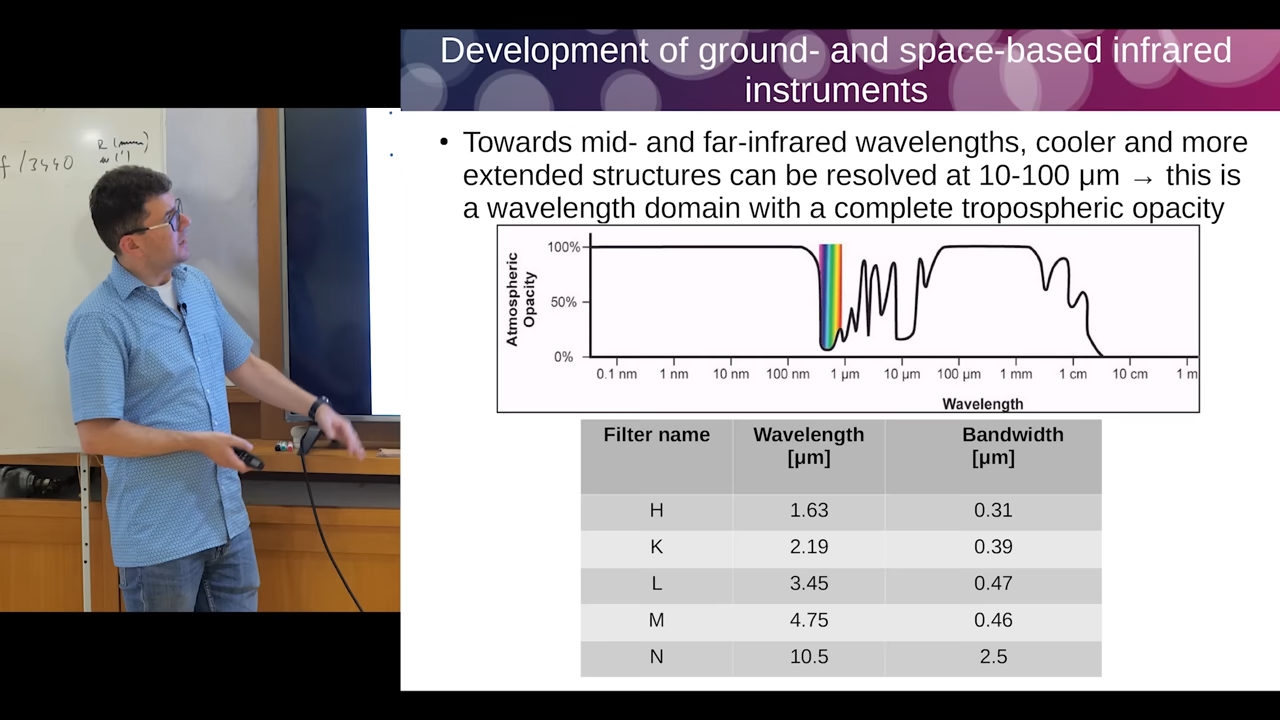 f /3440
Development of ground- and space-based infrared
instruments
• Towards mid- and far-infrared wavelengths, cooler and more
extended structures can be resolved at 10-100 μm → this is
a wavelength domain with a complete tropospheric opacity
Atmospheric
Opacity
100%
50%
0%
0.1 nm 1 nm 10 nm 100 nm 1 μm 10 μm 100 μm 1 mm 1 cm 10 cm 1 m
Wavelength
Filter name Wavelength Bandwidth
[μm] [μm]
H 1.63 0.31
K 2.19 0.39
L 3.45 0.47
M 4.75 0.46
N 10.5 2.5